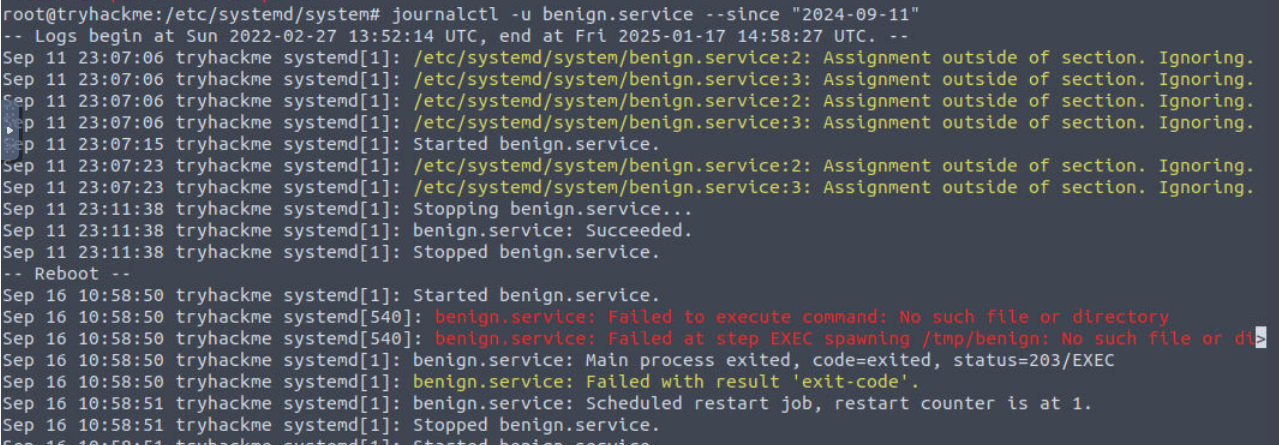 root@tryhackme:/etc/systemd/system# journalctl -u benign.service --since "2024-09-11"
-- Logs begin at Sun 2022-02-27 13:52:14 UTC, end at Fri 2025-01-17 14:58:27 UTC. --
Sep 11 23:07:06 tryhackme systemd[1]: /etc/systemd/system/benign.service:2: Assignment outside of section. Ignoring.
Sep 11 23:07:06 tryhackme systemd[1]: /etc/systemd/system/benign.service:3: Assignment outside of section. Ignoring.
Sep 11 23:07:06 tryhackme systemd[1]: /etc/systemd/system/benign.service:2: Assignment outside of section. Ignoring.
Sep 11 23:07:06 tryhackme systemd[1]: /etc/systemd/system/benign.service:3: Assignment outside of section. Ignoring.
Sep 11 23:07:15 tryhackme systemd[1]: Started benign.service.
Sep 11 23:07:23 tryhackme systemd[1]: /etc/systemd/system/benign.service:2: Assignment outside of section. Ignoring.
Sep 11 23:07:23 tryhackme systemd[1]: /etc/systemd/system/benign.service:3: Assignment outside of section. Ignoring.
Sep 11 23:11:38 tryhackme systemd[1]: Stopping benign.service...
Sep 11 23:11:38 tryhackme systemd[1]: benign.service: Succeeded.
Sep 11 23:11:38 tryhackme systemd[1]: Stopped benign.service.
-- Reboot --
Sep 16 10:58:50 tryhackme systemd[1]: Started benign.service.
Sep 16 10:58:50 tryhackme systemd[540]: benign.service: Failed to execute command: No such file or directory
Sep 16 10:58:50 tryhackme systemd[540]: benign.service: Failed at step EXEC spawning /tmp/benign: No such file or di>
Sep 16 10:58:50 tryhackme systemd[1]: benign.service: Main process exited, code=exited, status=203/EXEC
Sep 16 10:58:50 tryhackme systemd[1]: benign.service: Failed with result 'exit-code'.
Sep 16 10:58:51 tryhackme systemd[1]: benign.service: Scheduled restart job, restart counter is at 1.
Sep 16 10:58:51 tryhackme systemd[1]: Stopped benign.service.
Sep 16 10:58:51 tryhackme systemd[1]: Started benign.service.